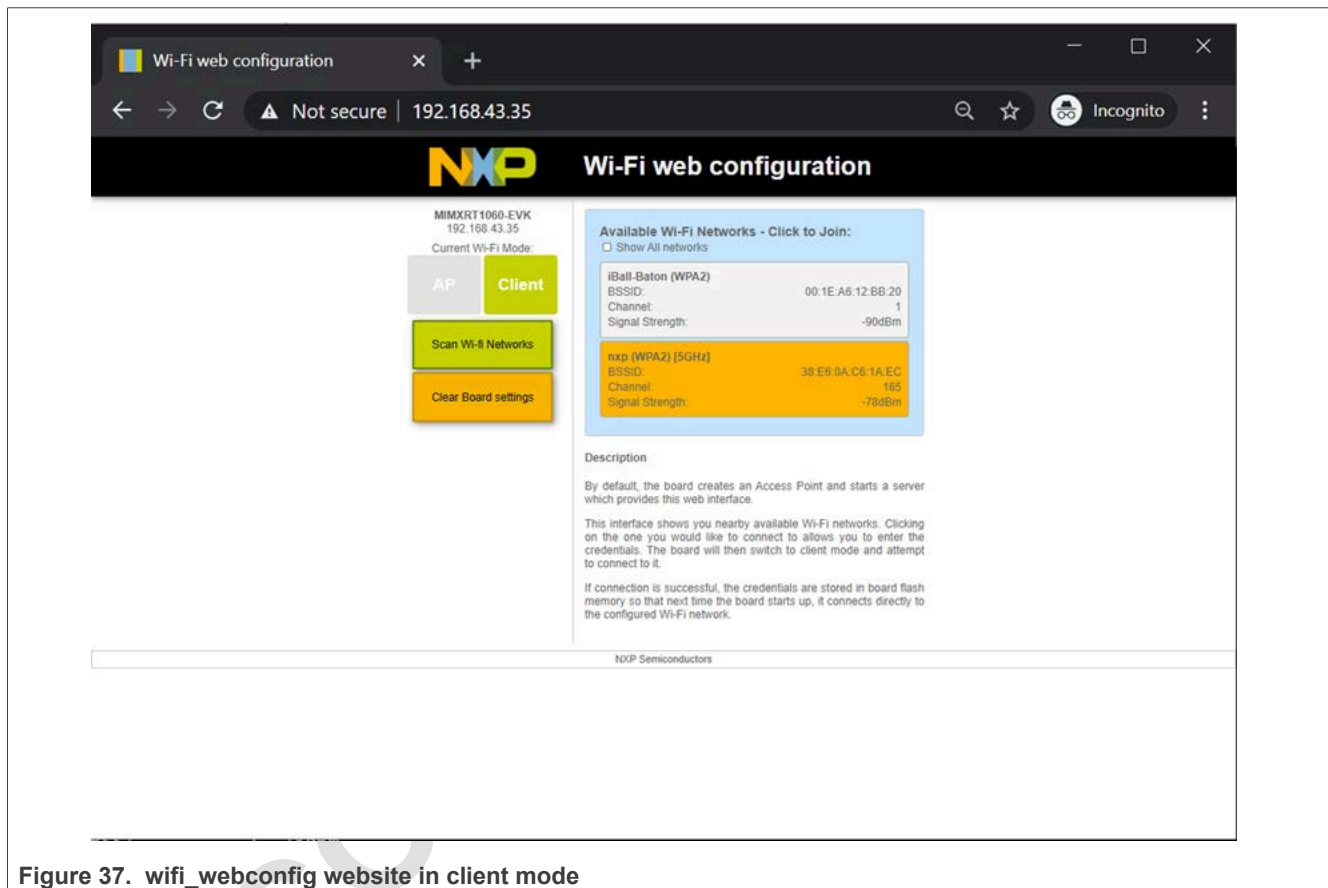 Wi-Fi web configuration
Not secure | 192.168.43.35
Incognito
NXP
Wi-Fi web configuration
MIMXRT1060-EVK
192.168.43.35
Current Wi-Fi Mode:
AP
Client
Scan Wi-fi Networks
Clear Board settings
Available Wi-Fi Networks - Click to Join:
Show All networks
iBall-Baton (WPA2)
BSSID: 00:1E:A6:12:BB:20
Channel: 1
Signal Strength: -90dBm
nxp (WPA2) [5GHz]
BSSID: 38:E6:0A:C6:1A:EC
Channel: 165
Signal Strength: -78dBm
Description
By default, the board creates an Access Point and starts a server
which provides this web interface.
This interface shows you nearby available Wi-Fi networks. Clicking
on the one you would like to connect to allows you to enter the
credentials. The board will then switch to client mode and attempt
to connect to it.
If connection is successful, the credentials are stored in board flash
memory so that next time the board starts up, it connects directly to
the configured Wi-Fi network.
NXP Semiconductors
Figure 37. wifi_webconfig website in client mode